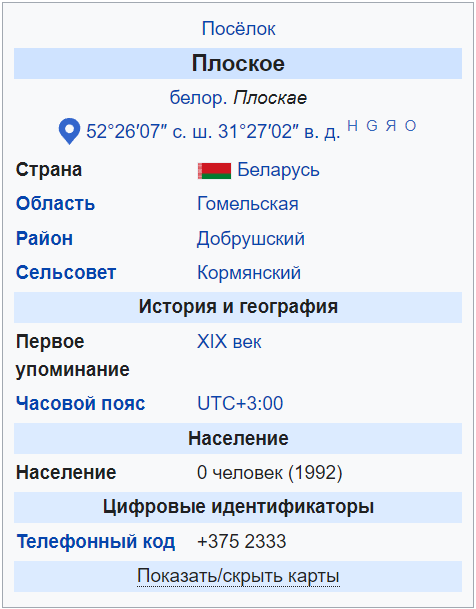 Посёлок
Плоское
белор. Плоскае
52°26′07″ с. ш. 31°27′02″ в. д. H G Я O
Страна Беларусь
Область Гомельская
Район Добрушский
Сельсовет Кормянский
История и география
Первое упоминание XIX век
Часовой пояс UTC+3:00
Население
Население 0 человек (1992)
Цифровые идентификаторы
Телефонный код +375 2333
Показать/скрыть карты